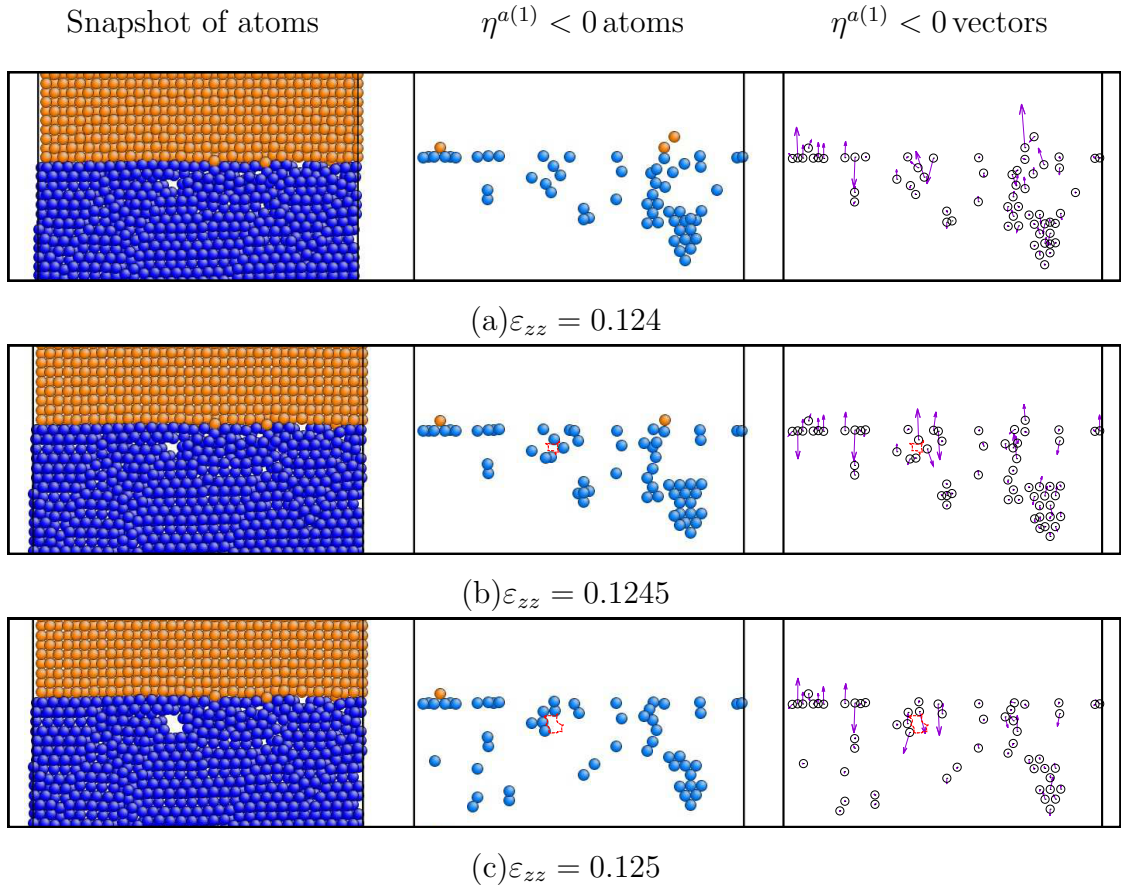 Snapshot of atoms η^{a(1)} < 0 atoms η^{a(1)} < 0 vectors
(a)ε_{zz} = 0.124
(b)ε_{zz} = 0.1245
(c)ε_{zz} = 0.125